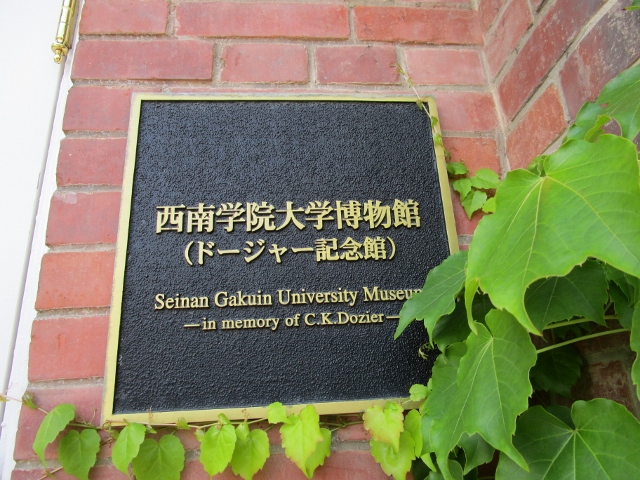 西南学院大学博物館
（ドージャー記念館）
Seinan Gakuin University Museum
—in memory of C.K.Dozier—